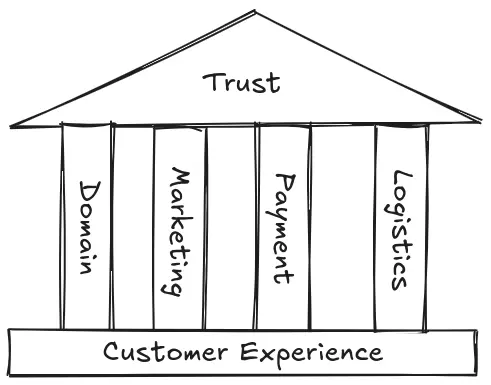 Trust
Domain
Marketing
Payment
Logistics
Customer Experience